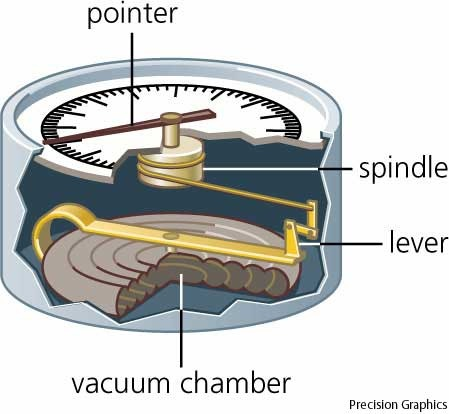 pointer
spindle
lever
vacuum chamber
Precision Graphics